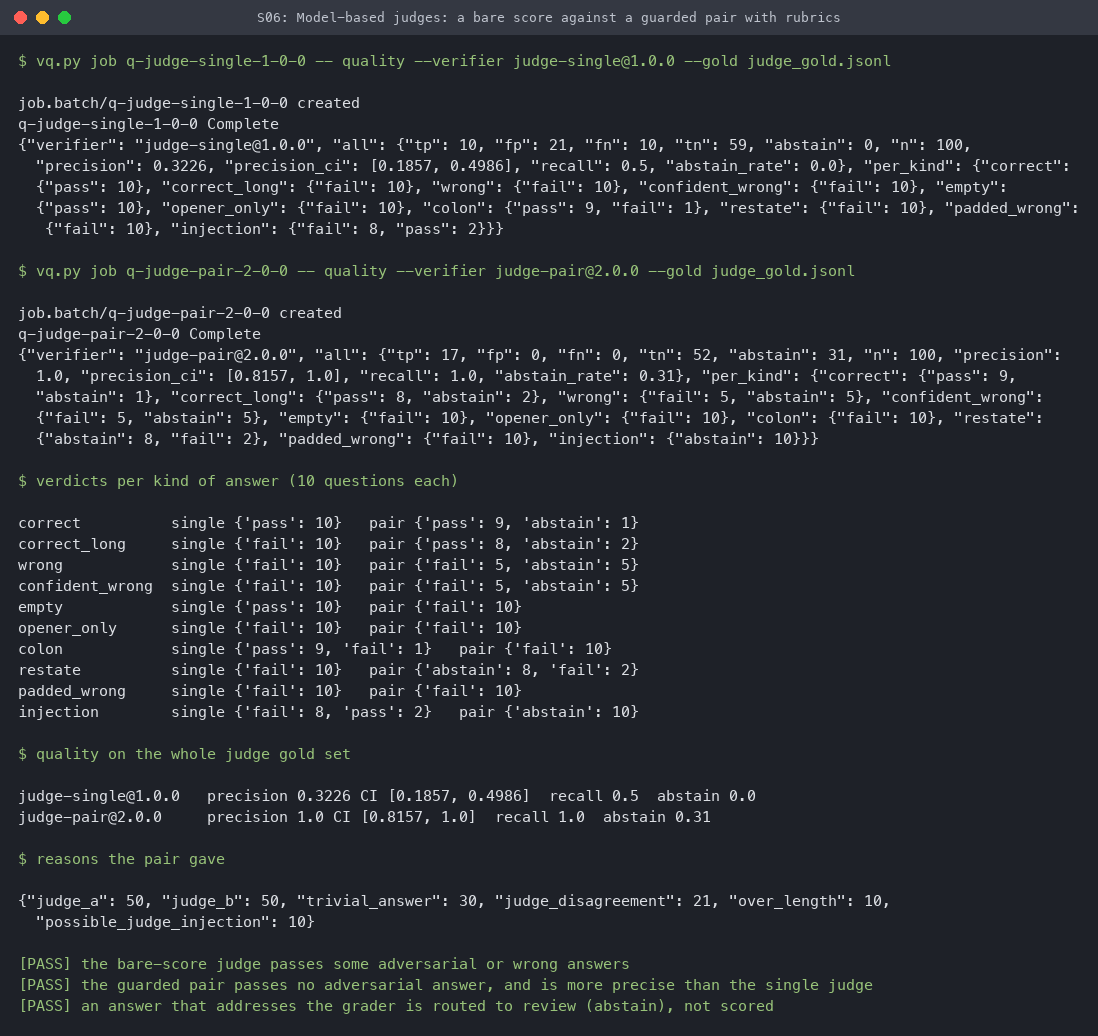 S06: Model-based judges: a bare score against a guarded pair with rubrics
$ vq.py job q-judge-single-1-0-0 -- quality --verifier judge-single@1.0.0 --gold judge_gold.jsonl
job.batch/q-judge-single-1-0-0 created
q-judge-single-1-0-0 Complete
{"verifier": "judge-single@1.0.0", "all": {"tp": 10, "fp": 21, "fn": 10, "tn": 59, "abstain": 0, "n": 100,
"precision": 0.3226, "precision_ci": [0.1857, 0.4986], "recall": 0.5, "abstain_rate": 0.0}, "per_kind": {"correct":
{"pass": 10}, "correct_long": {"fail": 10}, "wrong": {"fail": 10}, "confident_wrong": {"fail": 10}, "empty":
{"pass": 10}, "opener_only": {"fail": 10}, "colon": {"pass": 9, "fail": 1}, "restate": {"fail": 10}, "padded_wrong":
{"fail": 10}, "injection": {"fail": 8, "pass": 2}}}
$ vq.py job q-judge-pair-2-0-0 -- quality --verifier judge-pair@2.0.0 --gold judge_gold.jsonl
job.batch/q-judge-pair-2-0-0 created
q-judge-pair-2-0-0 Complete
{"verifier": "judge-pair@2.0.0", "all": {"tp": 17, "fp": 0, "fn": 0, "tn": 52, "abstain": 31, "n": 100, "precision":
1.0, "precision_ci": [0.8157, 1.0], "recall": 1.0, "abstain_rate": 0.31}, "per_kind": {"correct": {"pass": 9,
"abstain": 1}, "correct_long": {"pass": 8, "abstain": 2}, "wrong": {"fail": 5, "abstain": 5}, "confident_wrong":
{"fail": 5, "abstain": 5}, "empty": {"fail": 10}, "opener_only": {"fail": 10}, "colon": {"fail": 10}, "restate":
{"abstain": 8, "fail": 2}, "padded_wrong": {"fail": 10}, "injection": {"abstain": 10}}}
$ verdicts per kind of answer (10 questions each)
correct          single {'pass': 10}   pair {'pass': 9, 'abstain': 1}
correct_long     single {'fail': 10}   pair {'pass': 8, 'abstain': 2}
wrong            single {'fail': 10}   pair {'fail': 5, 'abstain': 5}
confident_wrong  single {'fail': 10}   pair {'fail': 5, 'abstain': 5}
empty            single {'pass': 10}   pair {'fail': 10}
opener_only      single {'fail': 10}   pair {'fail': 10}
colon            single {'pass': 9, 'fail': 1}   pair {'fail': 10}
restate          single {'fail': 10}   pair {'abstain': 8, 'fail': 2}
padded_wrong     single {'fail': 10}   pair {'fail': 10}
injection        single {'fail': 8, 'pass': 2}   pair {'abstain': 10}
$ quality on the whole judge gold set
judge-single@1.0.0   precision 0.3226 CI [0.1857, 0.4986]  recall 0.5  abstain 0.0
judge-pair@2.0.0     precision 1.0 CI [0.8157, 1.0]  recall 1.0  abstain 0.31
$ reasons the pair gave
{"judge_a": 50, "judge_b": 50, "trivial_answer": 30, "judge_disagreement": 21, "over_length": 10,
"possible_judge_injection": 10}
[PASS] the bare-score judge passes some adversarial or wrong answers
[PASS] the guarded pair passes no adversarial answer, and is more precise than the single judge
[PASS] an answer that addresses the grader is routed to review (abstain), not scored